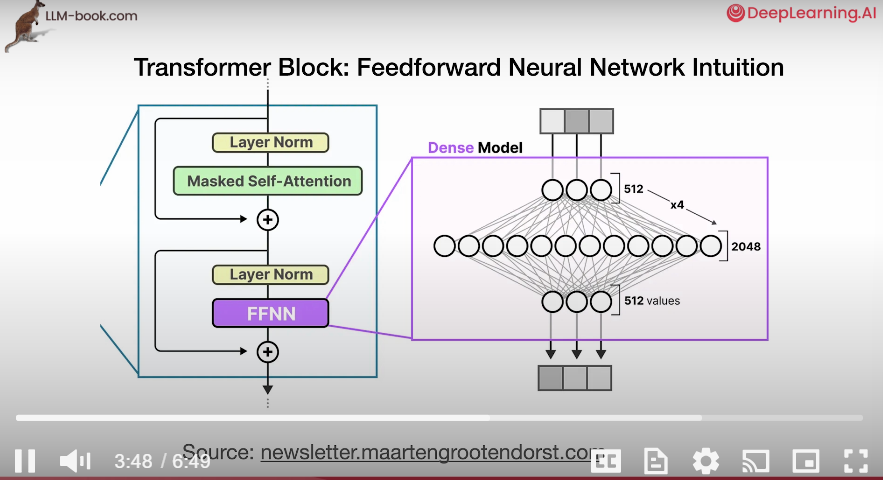 LLM-book.com
DeepLearning.AI
Transformer Block: Feedforward Neural Network Intuition
Layer Norm
Masked Self-Attention
+
Layer Norm
FFNN
+
Dense Model
512
x4
2048
512 values
Source: newsletter.maartengrootendorst.com
3:48 / 6:49
CC